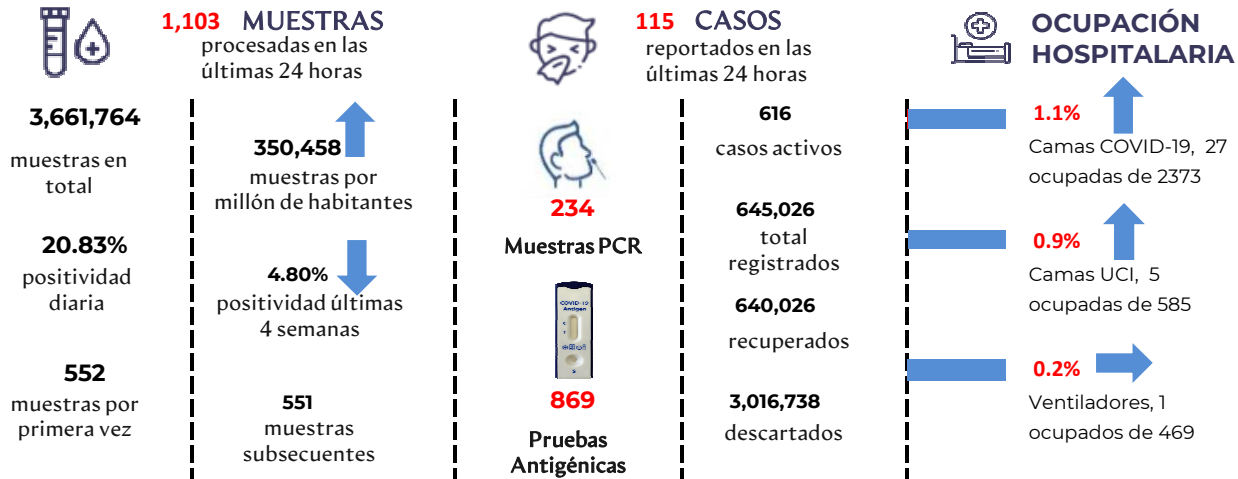 1,103 MUESTRAS
procesadas en las
últimas 24 horas
3,661,764
muestras en
total
20.83%
positividad
diaria
552
muestras por
primera vez
350,458
muestras por
millón de habitantes
4.80%
positividad últimas
4 semanas
551
muestras
subsecuentes
115 CASOS
reportados en las
últimas 24 horas
234
Muestras PCR
COVID-19
Antigen
C
T
S
869
Pruebas
Antigénicas
616
casos activos
645,026
total
registrados
640,026
recuperados
3,016,738
descartados
OCUPACIÓN
HOSPITALARIA
1.1%
Camas COVID-19, 27
ocupadas de 2373
0.9%
Camas UCI, 5
ocupadas de 585
0.2%
Ventiladores, 1
ocupados de 469